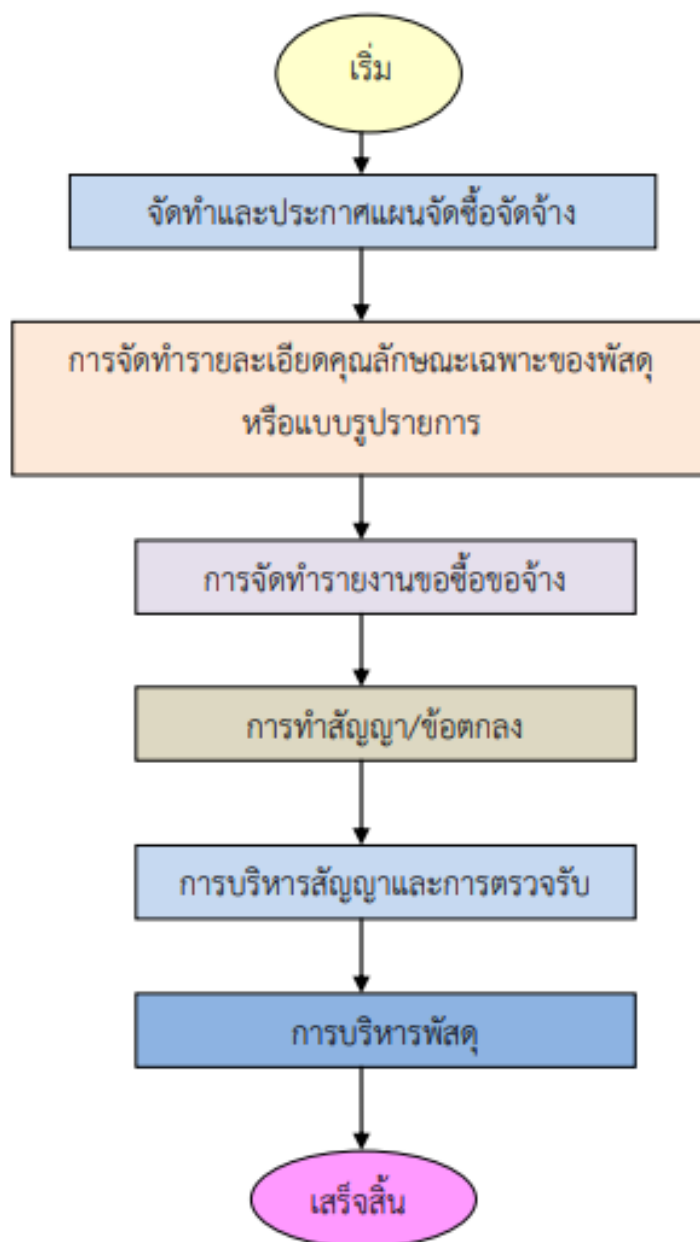 เริ่ม
จัดทำและประกาศแผนจัดซื้อจัดจ้าง
การจัดทำรายละเอียดคุณลักษณะเฉพาะของพัสดุ
หรือแบบรูปรายการ
การจัดทำรายงานขอซื้อขอจ้าง
การทำสัญญา/ข้อตกลง
การบริหารสัญญาและการตรวจรับ
การบริหารพัสดุ
เสร็จสิ้น